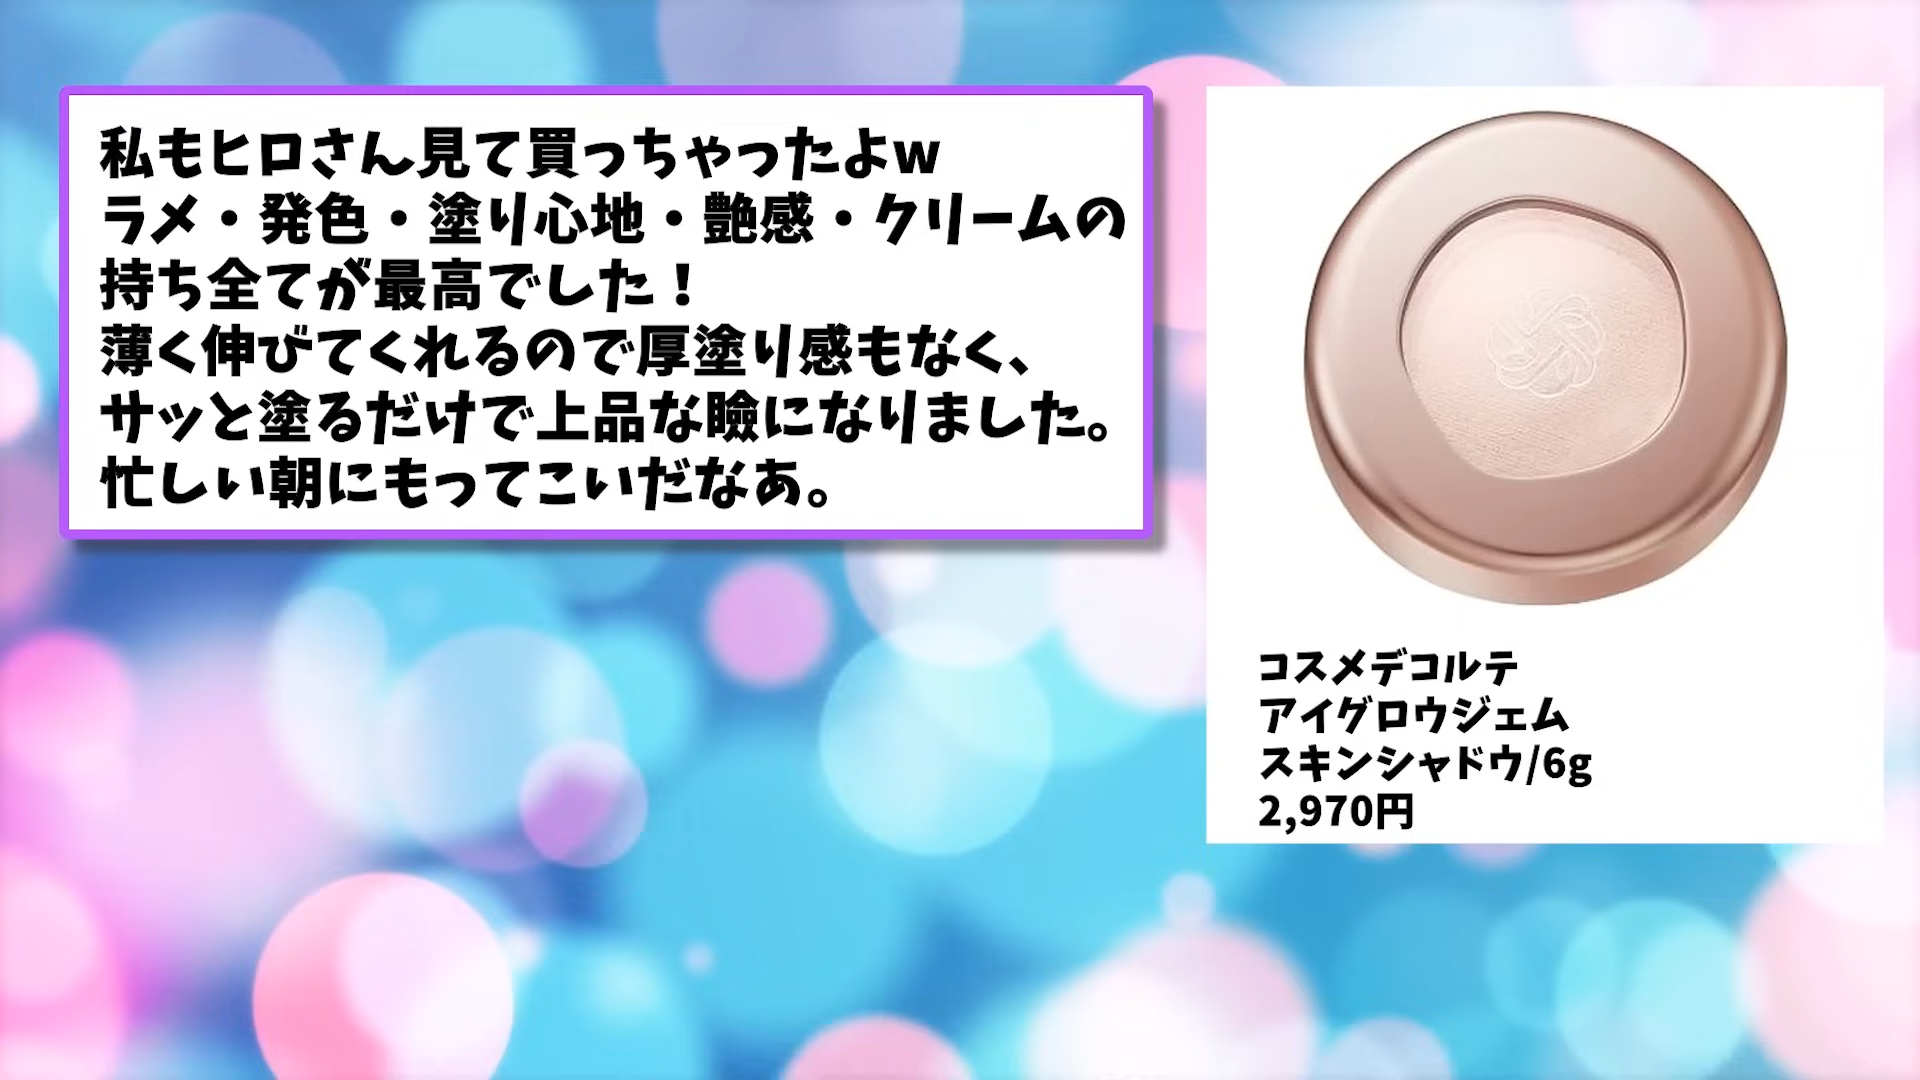 私もヒロさん見て買っちゃったよw
ラメ・発色・塗り心地・艶感・クリームの
持ち全てが最高でした！
薄く伸びてくれるので厚塗り感もなく、
サッと塗るだけで上品な瞼になりました。
忙しい朝にもってこいだなあ。
コスメデコルテ
アイグロウジェム
スキンシャドウ/6g
2,970円